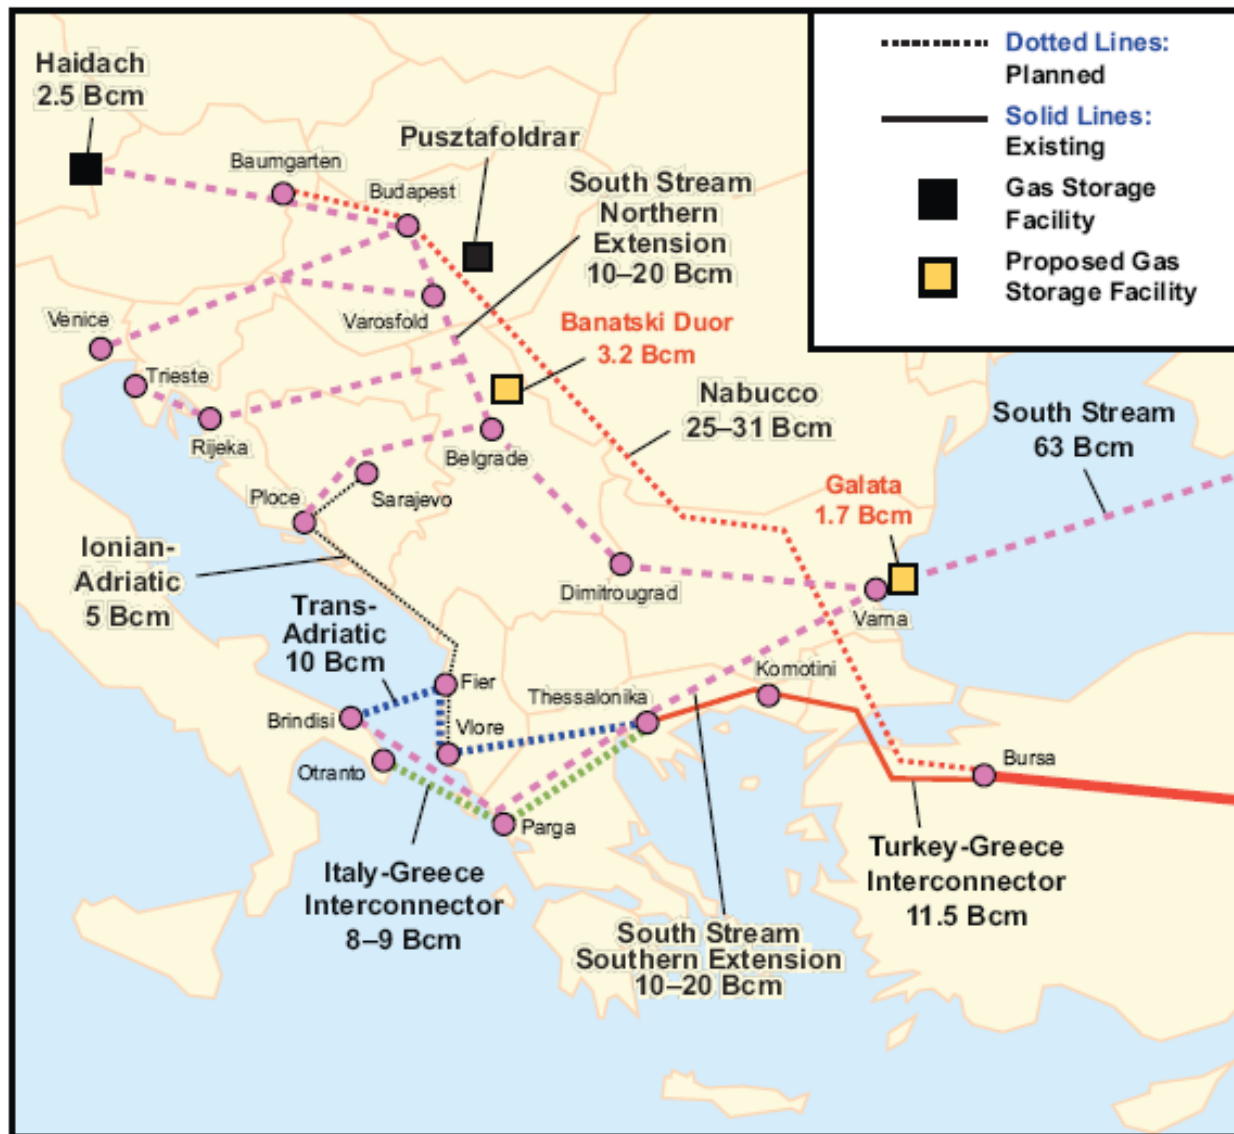 Haidach
2.5 Bcm
Pusztafoldrar
Baumgarten
Budapest
South Stream
Northern
Extension
10–20 Bcm
Dotted Lines:
Planned
Solid Lines:
Existing
Gas Storage
Facility
Proposed Gas
Storage Facility
Venice
Varosfold
Banatski Duor
3.2 Bcm
Trieste
Rijeka
Nabucco
25–31 Bcm
South Stream
63 Bcm
Belgrade
Sarajevo
Ploce
Galata
1.7 Bcm
Ionian-
Adriatic
5 Bcm
Dimitrougrad
Varna
Trans-
Adriatic
10 Bcm
Fier
Thessalonika
Komotini
Brindisi
Vlore
Otranto
Bursa
Parga
Italy-Greece
Interconnector
8–9 Bcm
Turkey-Greece
Interconnector
11.5 Bcm
South Stream
Southern Extension
10–20 Bcm